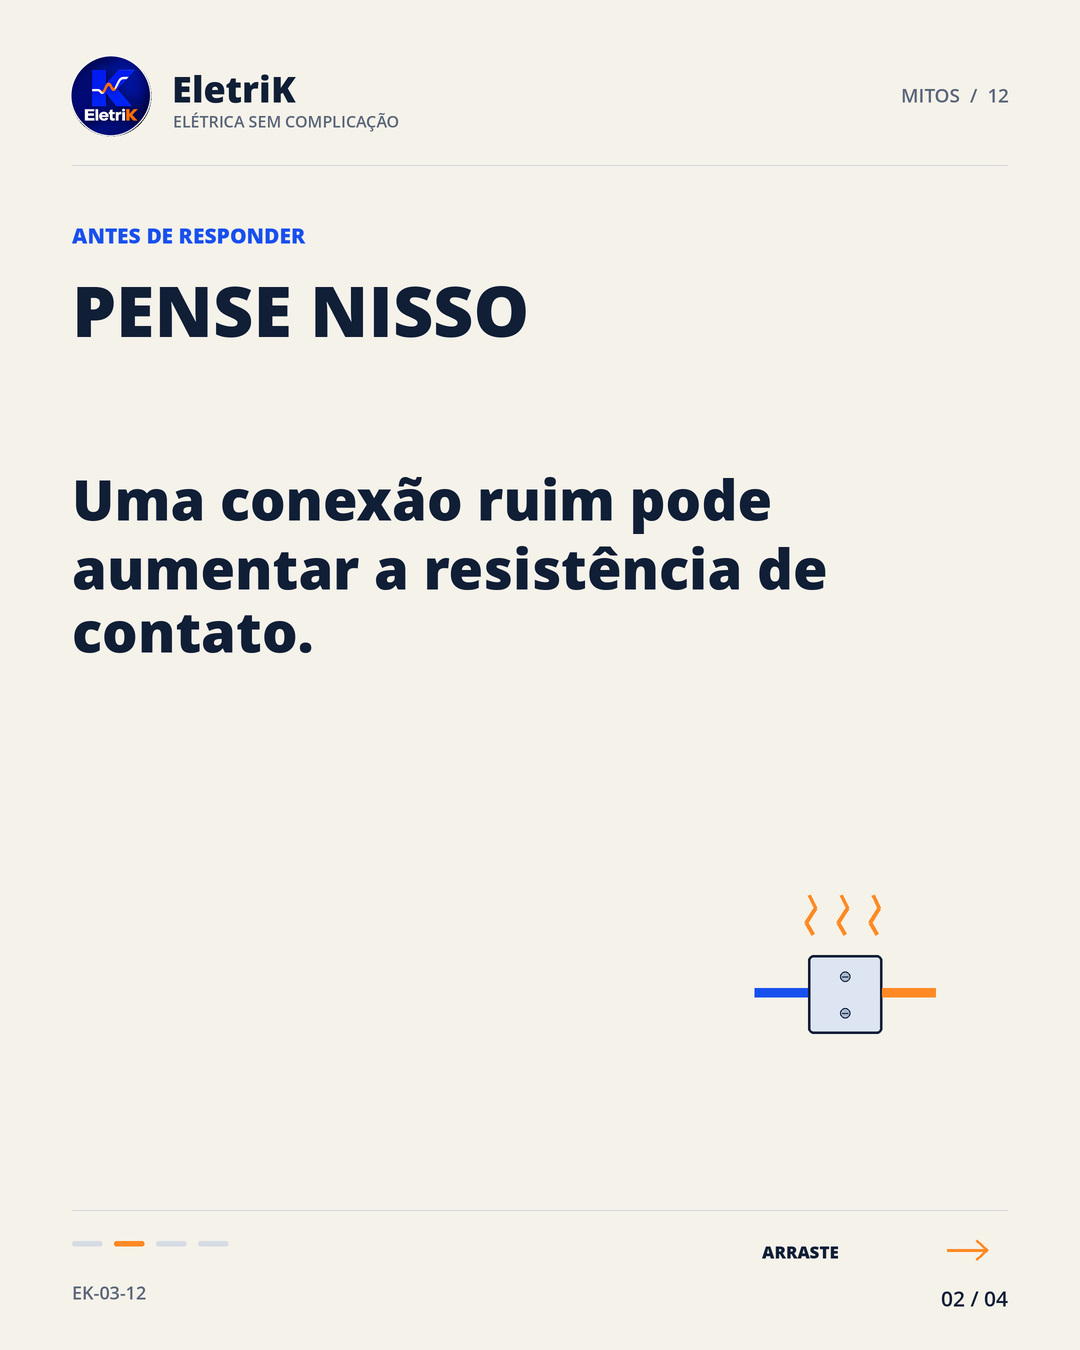 EletriK
EletriK
ELÉTRICA SEM COMPLICAÇÃO
MITOS / 12
ANTES DE RESPONDER
PENSE NISSO
Uma conexão ruim pode
aumentar a resistência de
contato.
ARRASTE
EK-03-12
02 / 04